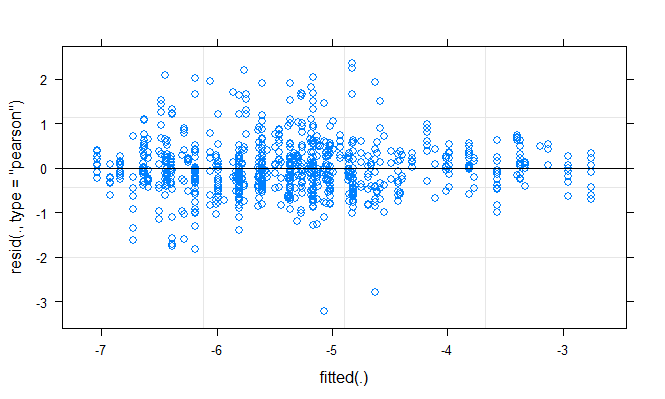 2
1
0
-1
-2
-3
resid(., type = "pearson")
-7 -6 -5 -4 -3
fitted(.)